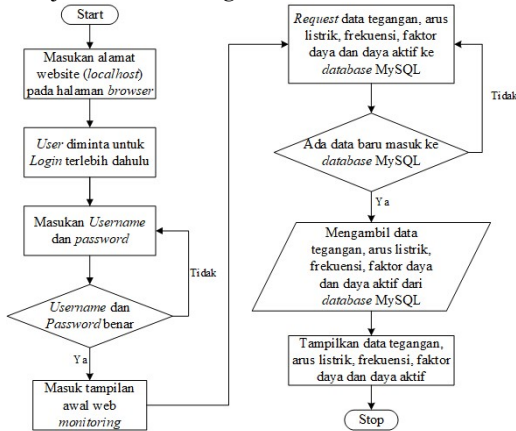 Start
Masukan alamat
website (localhost)
pada halaman browser
User diminta untuk
Login terlebih dahulu
Masukan Username
dan password
Tidak
Username dan
Password benar
Ya
Masuk tampilan
awal web
monitoring
Request data tegangan, arus
listrik, frekuensi, faktor
daya dan daya aktif ke
database MySQL
Tidak
Ada data baru masuk ke
database MySQL
Ya
Mengambil data
tegangan, arus listrik,
frekuensi, faktor daya
dan daya aktif dari
database MySQL
Tampilkan data tegangan,
arus listrik, frekuensi, faktor
daya dan daya aktif
Stop